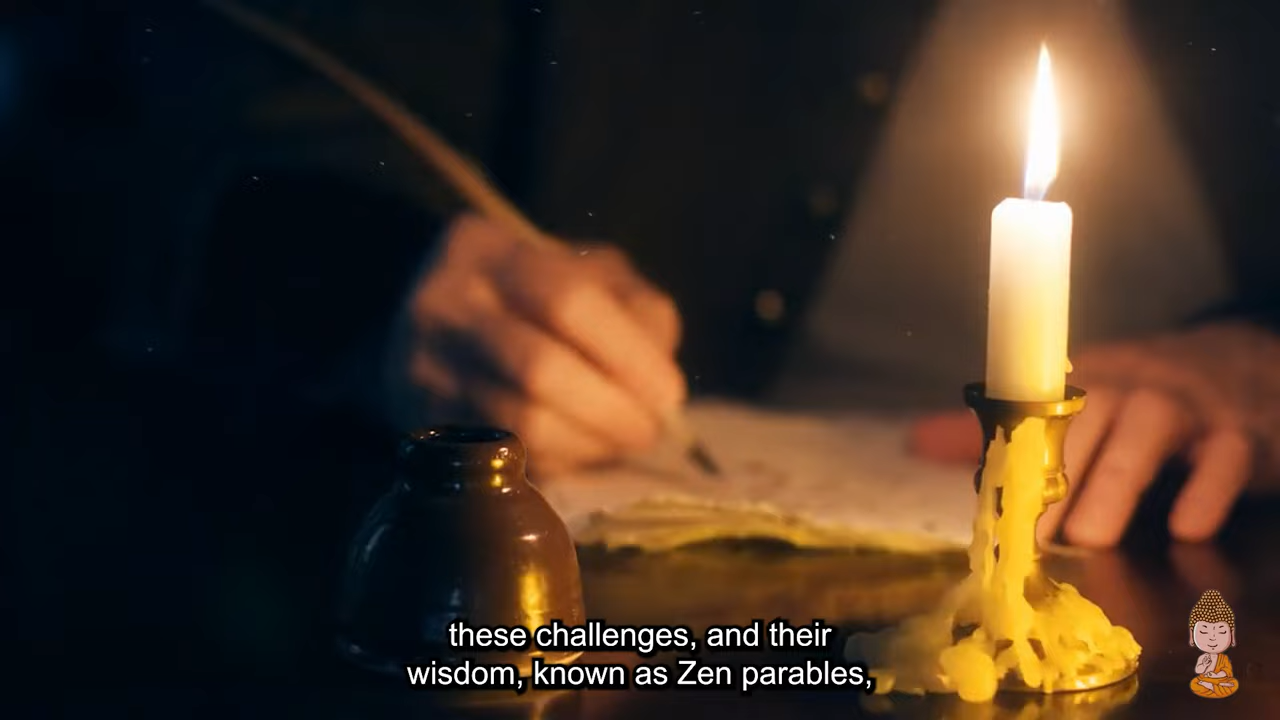 these challenges, and their
wisdom, known as Zen parables,